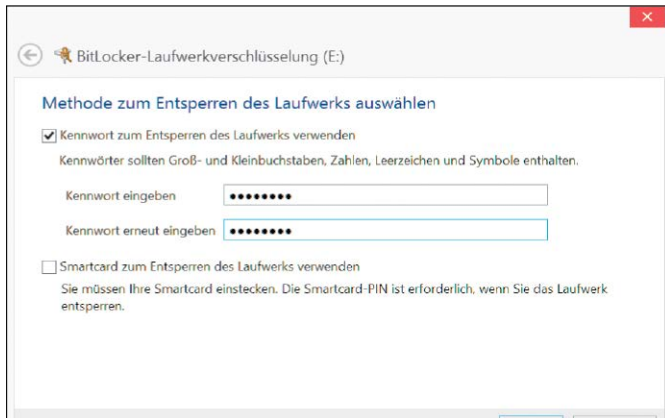 BitLocker-Laufwerkverschlüsselung (E:)
Methode zum Entsperren des Laufwerks auswählen
Kennwort zum Entsperren des Laufwerks verwenden
Kennwörter sollten Groß- und Kleinbuchstaben, Zahlen, Leerzeichen und Symbole enthalten.
Kennwort eingeben ●●●●●●●●
Kennwort erneut eingeben ●●●●●●●●
Smartcard zum Entsperren des Laufwerks verwenden
Sie müssen Ihre Smartcard einstecken. Die Smartcard-PIN ist erforderlich, wenn Sie das Laufwerk
entsperren.